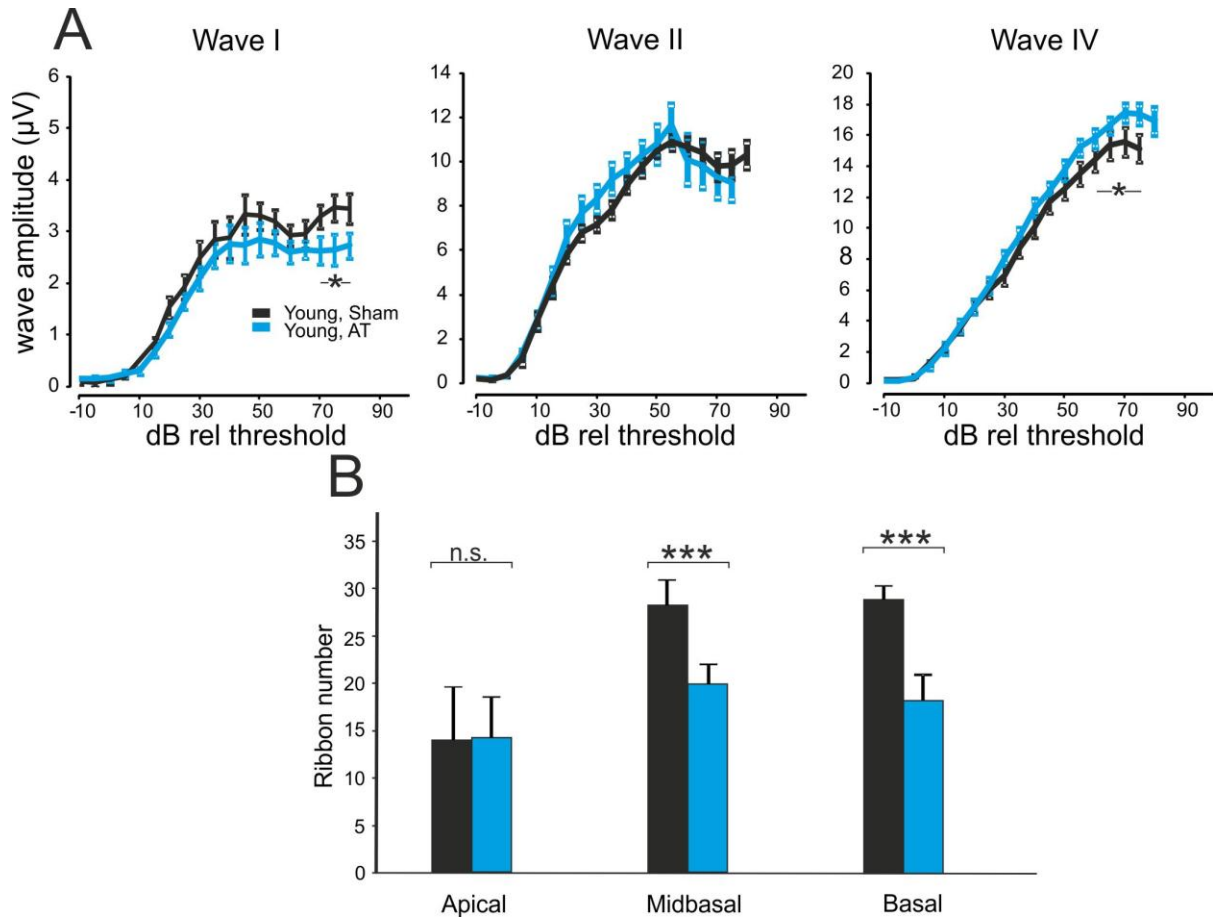 A
Wave I
Wave II
Wave IV
wave amplitude (µV)
6
5
4
3
2
1
0
-10 10 30 50 70 90
dB rel threshold
*
Young, Sham
Young, AT
14
12
10
8
6
4
2
0
-10 10 30 50 70 90
dB rel threshold
20
18
16
14
12
10
8
6
4
2
0
-10 10 30 50 70 90
dB rel threshold
*
B
Ribbon number
35
30
25
20
15
10
5
0
n.s.
***
***
Apical Midbasal Basal